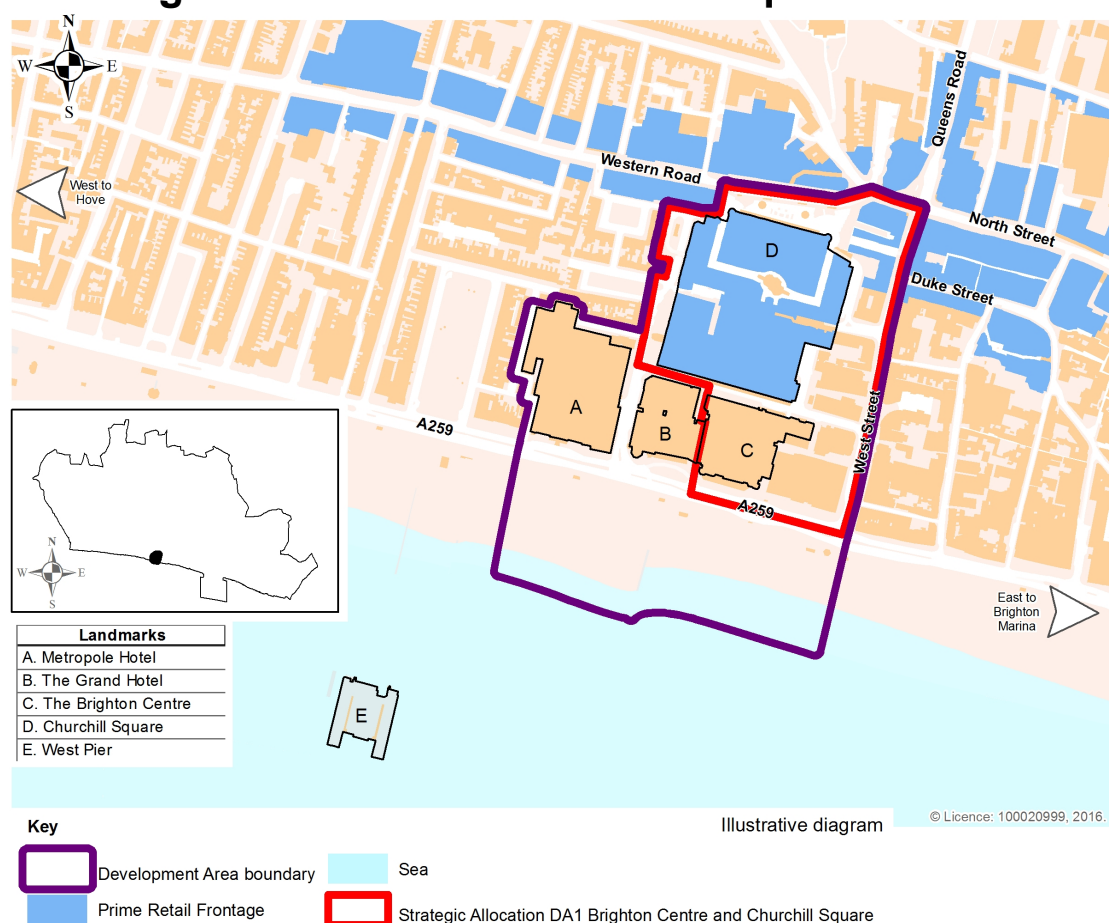 N
W
E
S
West to
Hove
Western Road
Queens Road
North Street
Duke Street
West Street
D
A
B
C
A259
A259
N
W
E
S
East to
Brighton
Marina
Landmarks
A. Metropole Hotel
B. The Grand Hotel
C. The Brighton Centre
D. Churchill Square
E. West Pier
E
Illustrative diagram
© Licence: 100020999, 2016.
Key
Development Area boundary
Sea
Prime Retail Frontage
Strategic Allocation DA1 Brighton Centre and Churchill Square